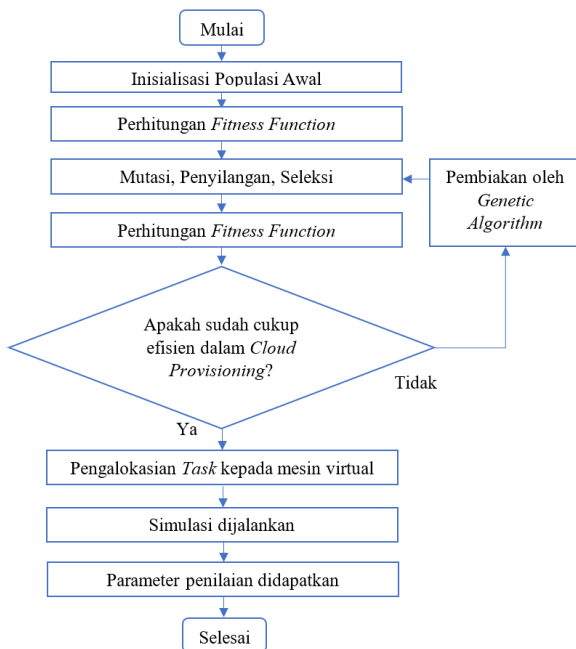 Mulai
Inisialisasi Populasi Awal
Perhitungan Fitness Function
Mutasi, Penyilangan, Seleksi
Pembiakan oleh
Genetic
Algorithm
Perhitungan Fitness Function
Apakah sudah cukup
efisien dalam Cloud
Provisioning?
Tidak
Ya
Pengalokasian Task kepada mesin virtual
Simulasi dijalankan
Parameter penilaian didapatkan
Selesai